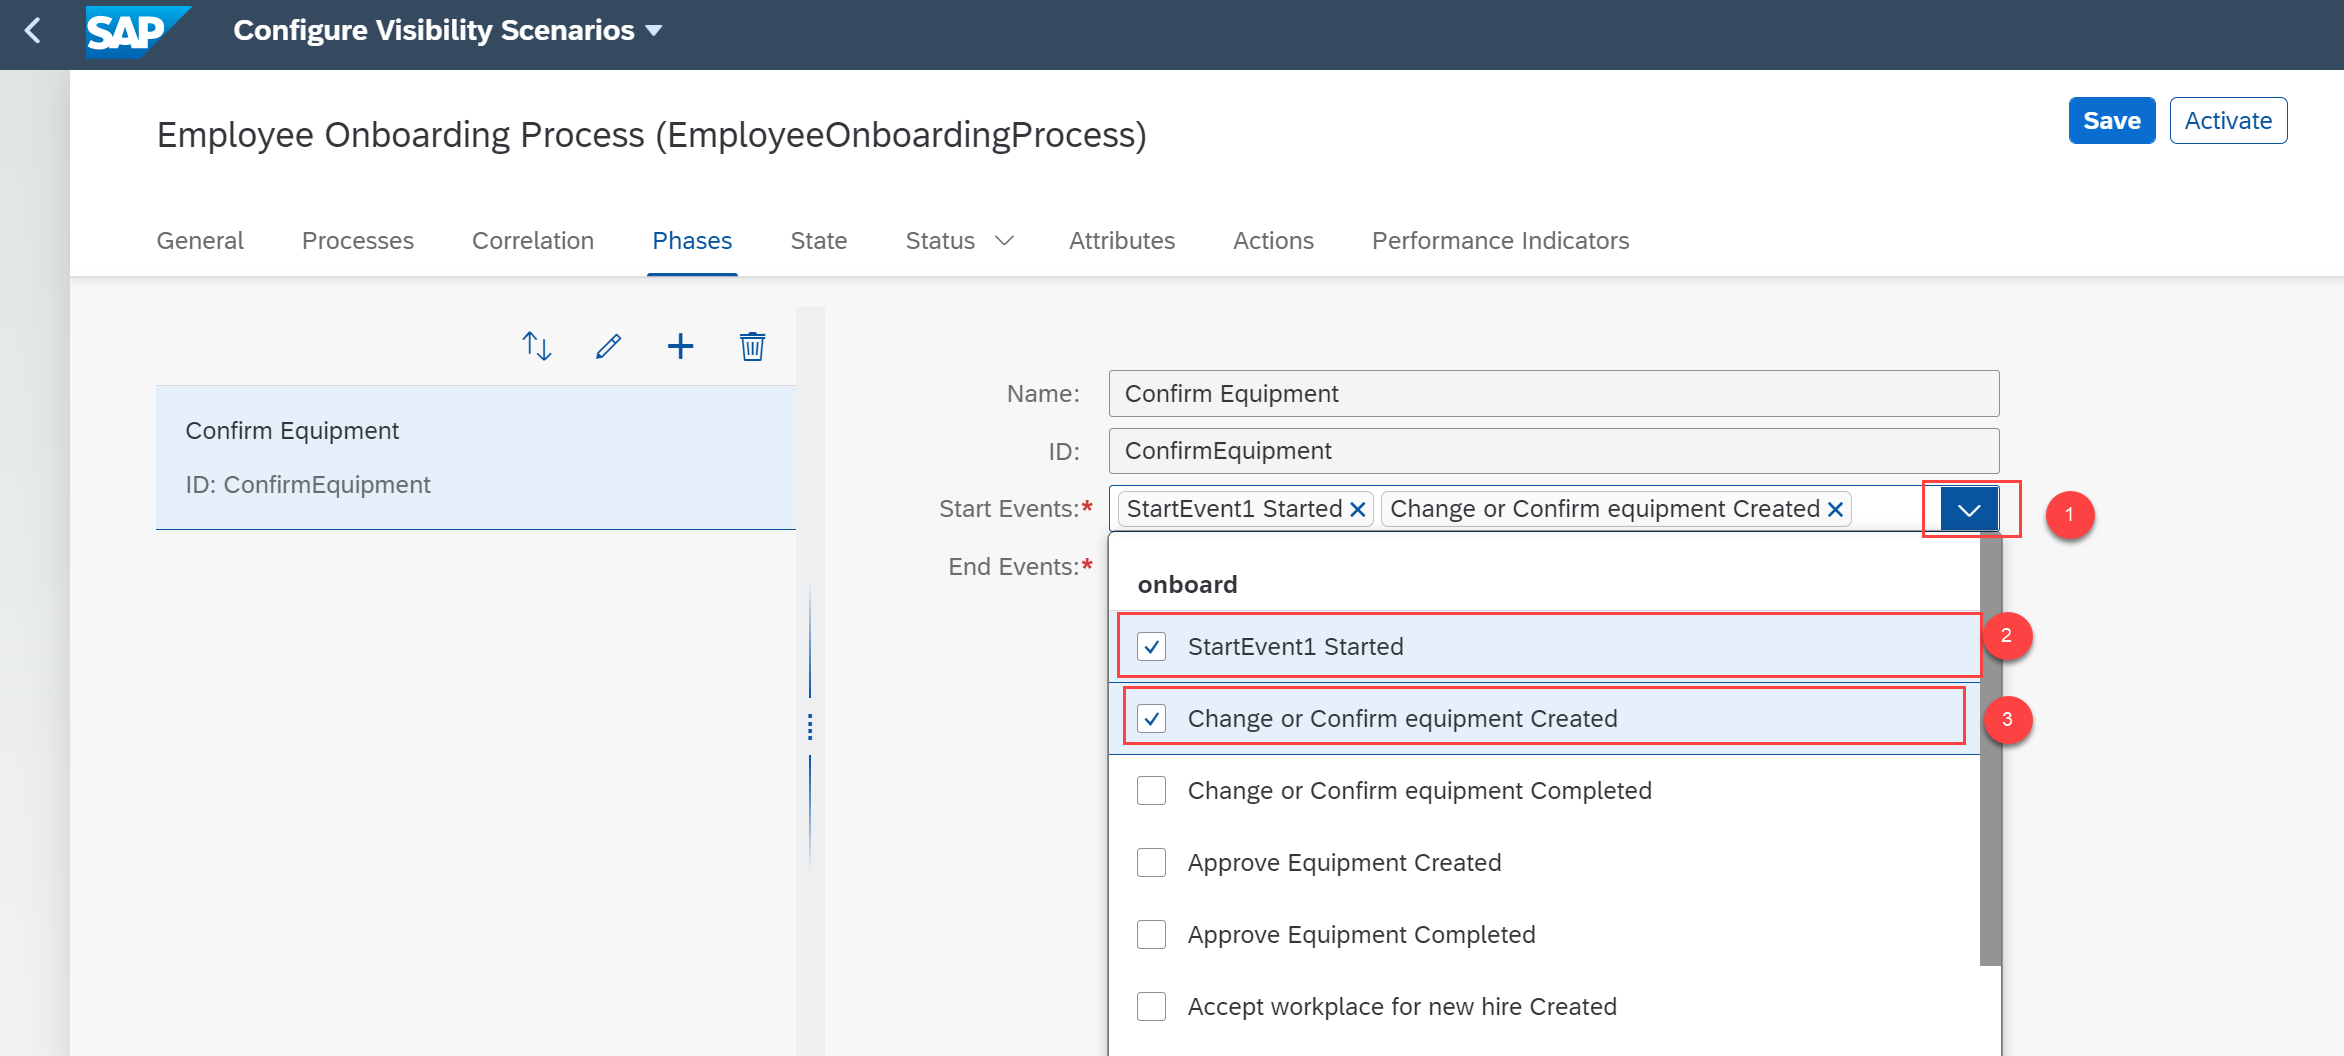 SAP Configure Visibility Scenarios
Employee Onboarding Process (EmployeeOnboardingProcess)
Save Activate
General Processes Correlation Phases State Status Attributes Actions Performance Indicators
Confirm Equipment
ID: ConfirmEquipment
Name: Confirm Equipment
ID: ConfirmEquipment
Start Events:* StartEvent1 Started Change or Confirm equipment Created 1
End Events:*
onboard
StartEvent1 Started 2
Change or Confirm equipment Created 3
Change or Confirm equipment Completed
Approve Equipment Created
Approve Equipment Completed
Accept workplace for new hire Created